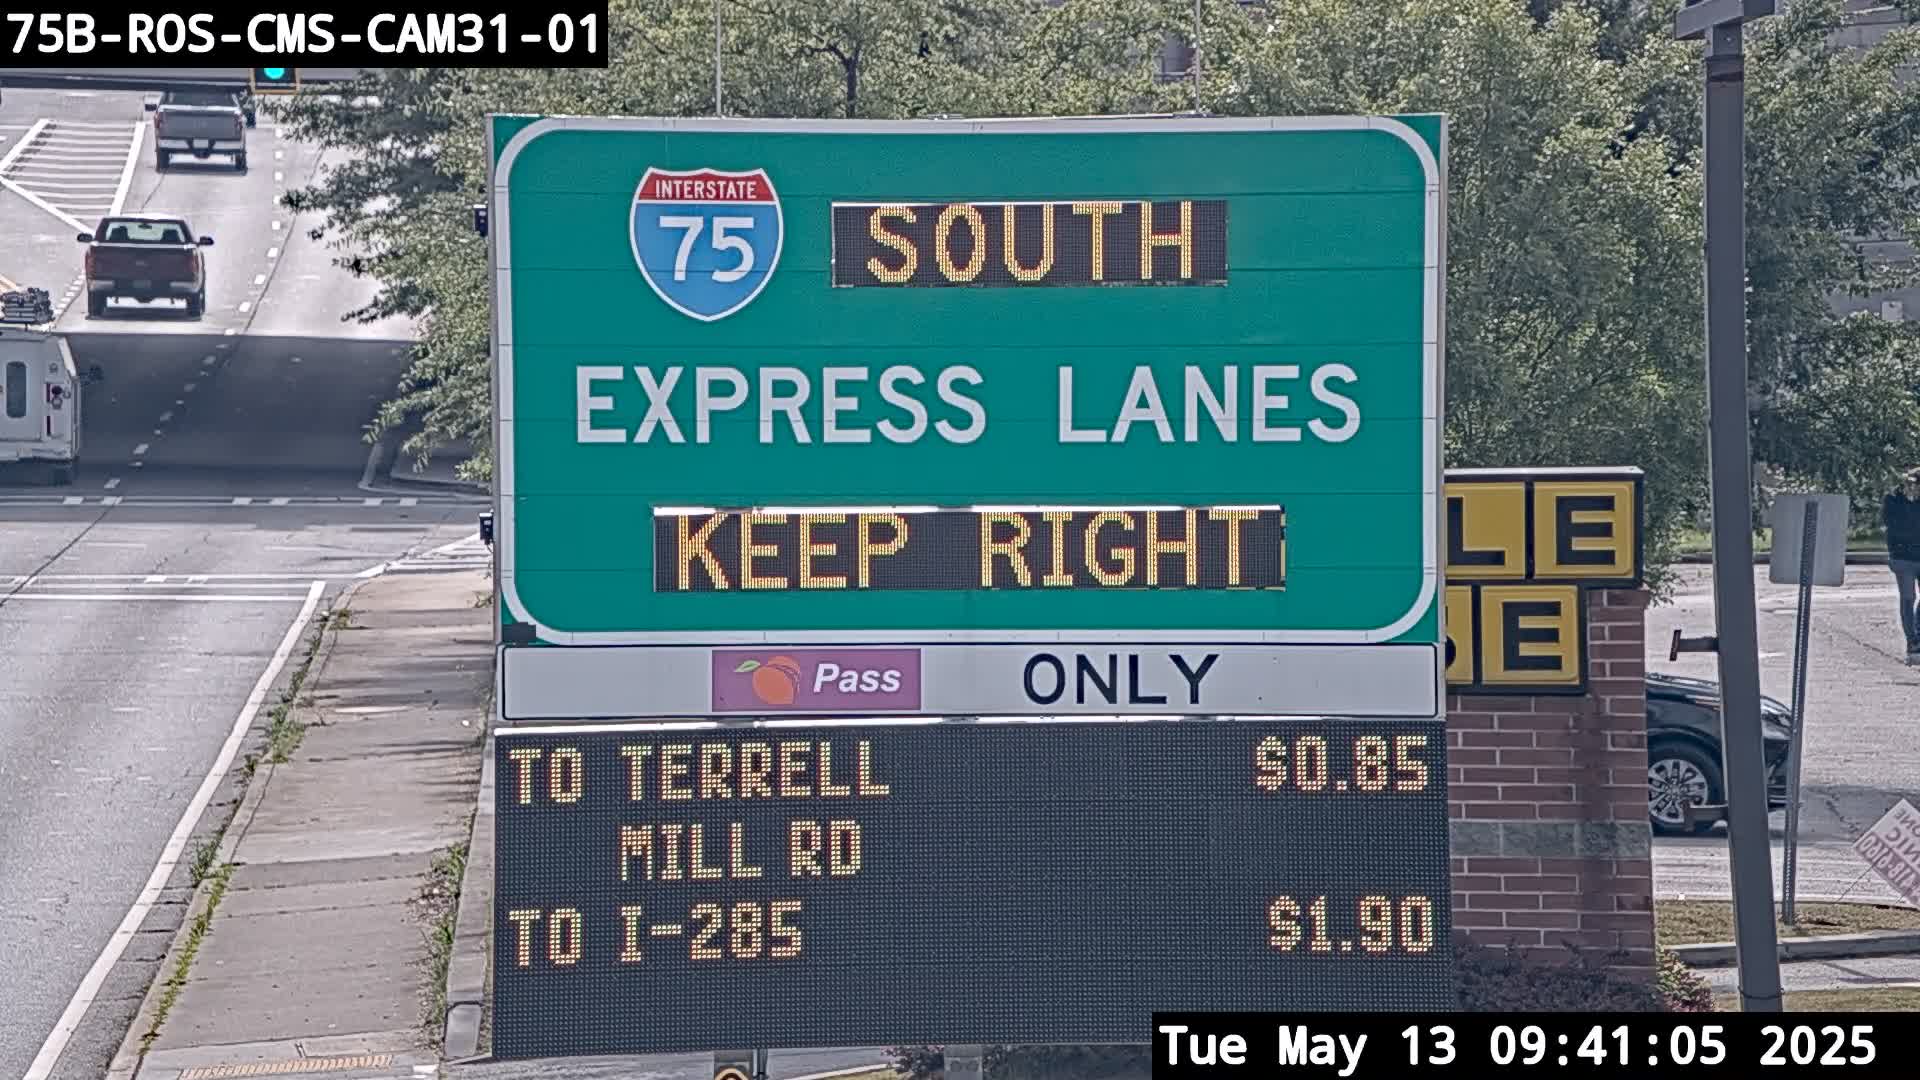 75B-ROS-CMS-CAM31-01
INTERSTATE
75
SOUTH
EXPRESS LANES
KEEP RIGHT
Pass ONLY
TO TERRELL $0.85
MILL RD
TO I-285 $1.90
LE
E
Tue May 13 09:41:05 2025